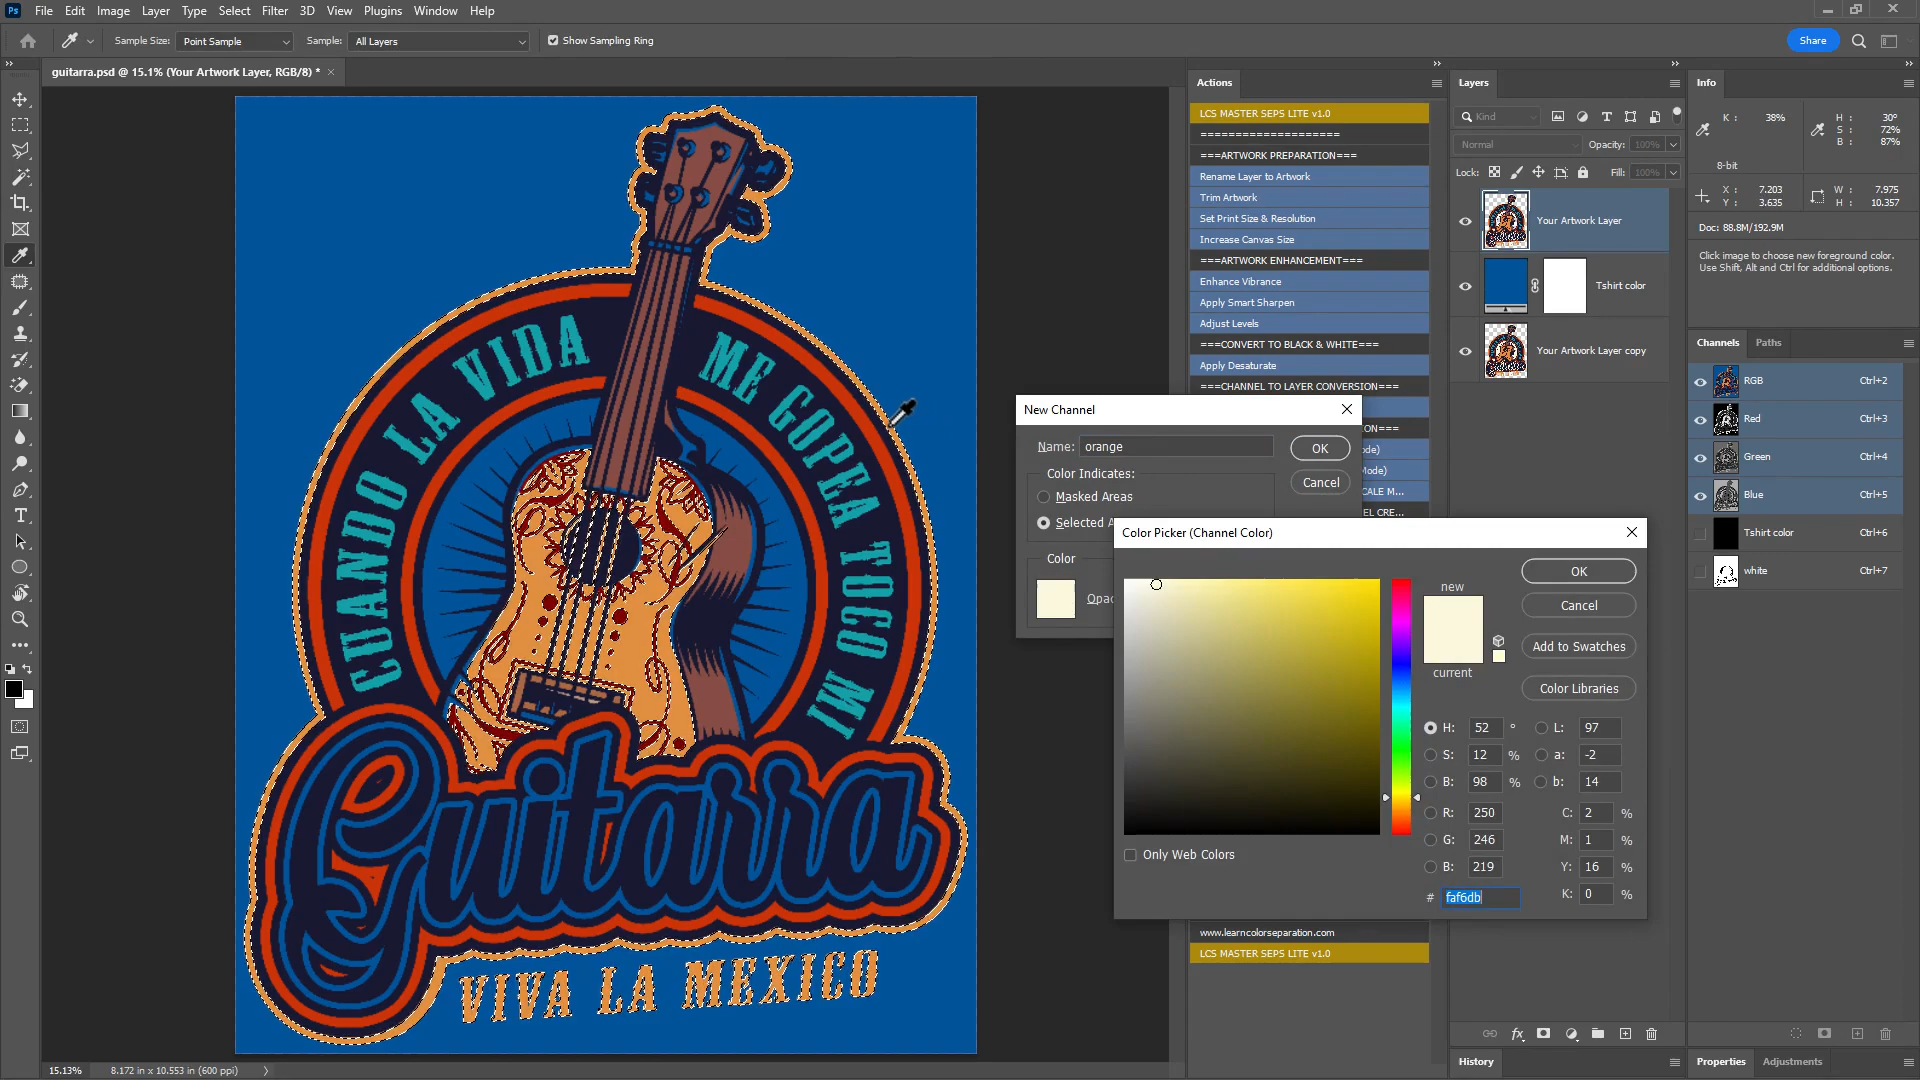 Ps File Edit Image Layer Type Select Filter 3D View Plugins Window Help
Sample Size: Point Sample Sample: All Layers Show Sampling Ring Share
guitarra.psd @ 15.1% (Your Artwork Layer, RGB/8) * ×
CUANDO LA VIDA ME GOPEA TOCO MI
Guitarra
VIVA LA MEXICO
15.13% 8.172 in x 10.553 in (600 ppi)
Actions
LCS MASTER SEPS LITE v1.0
====================
===ARTWORK PREPARATION===
Rename Layer to Artwork
Trim Artwork
Set Print Size & Resolution
Increase Canvas Size
===ARTWORK ENHANCEMENT===
Enhance Vibrance
Apply Smart Sharpen
Adjust Levels
===CONVERT TO BLACK & WHITE===
Apply Desaturate
===CHANNEL TO LAYER CONVERSION===
ON===
de)
Mode)
CALE M...
EL CRE...
www.learncolorseparation.com
LCS MASTER SEPS LITE v1.0
New Channel
Name: orange
OK
Color Indicates:
Cancel
Masked Areas
Selected A
Color
Opac
Color Picker (Channel Color)
new
current
OK
Cancel
Add to Swatches
Color Libraries
H: 52 ° L: 97
S: 12 % a: -2
B: 98 % b: 14
R: 250 C: 2 %
G: 246 M: 1 %
B: 219 Y: 16 %
# faf6db K: 0 %
Only Web Colors
Layers
Kind
Normal Opacity: 100%
Lock: Fill: 100%
Your Artwork Layer
Tshirt color
Your Artwork Layer copy
fx
History
Info
K : 38% H : 30°
S : 72%
B : 87%
8-bit
X : 7.203 W : 7.975
Y : 3.635 H : 10.357
Doc: 88.8M/192.9M
Click image to choose new foreground color.
Use Shift, Alt and Ctrl for additional options.
Channels Paths
RGB Ctrl+2
Red Ctrl+3
Green Ctrl+4
Blue Ctrl+5
Tshirt color Ctrl+6
white Ctrl+7
Properties Adjustments